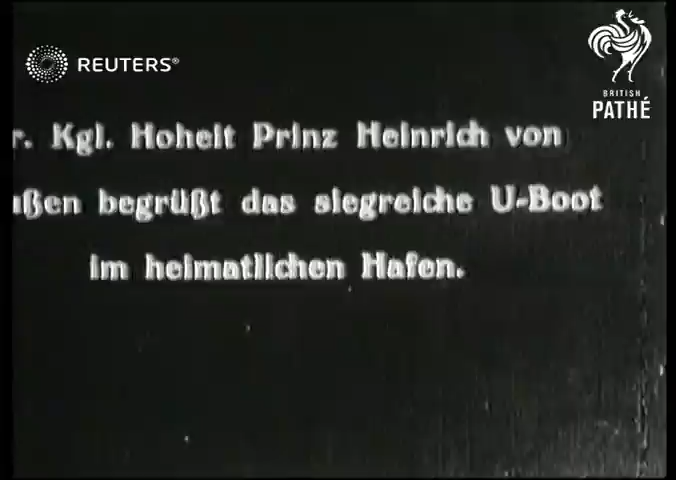 REUTERS®
BRITISH
PATHÉ
r. Kgl. Hoheit Prinz Heinrich von
ußen begrüßt das siegreiche U-Boot
im heimatlichen Hafen.